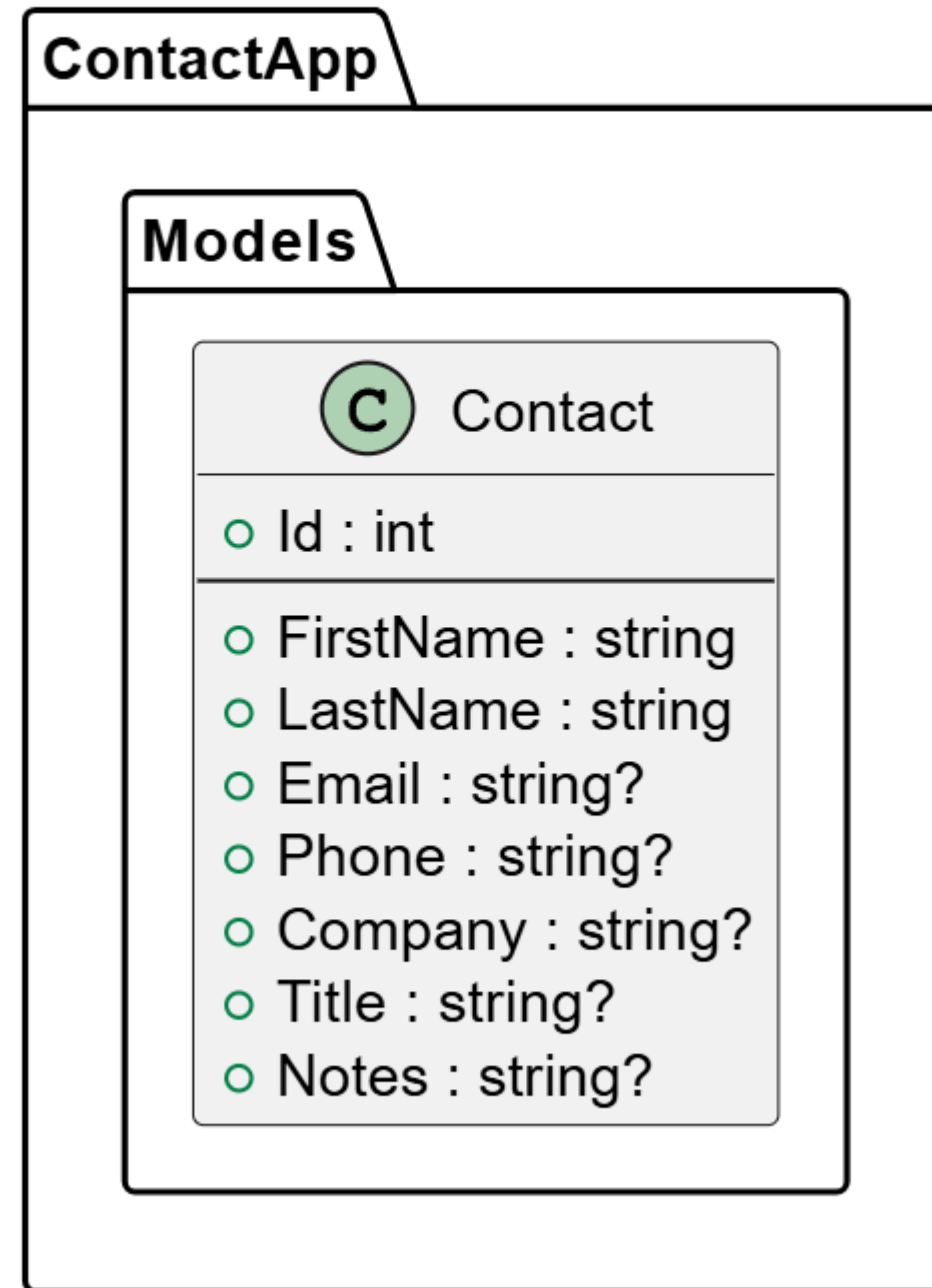 ContactApp
Models
C Contact
Id : int
FirstName : string
LastName : string
Email : string?
Phone : string?
Company : string?
Title : string?
Notes : string?